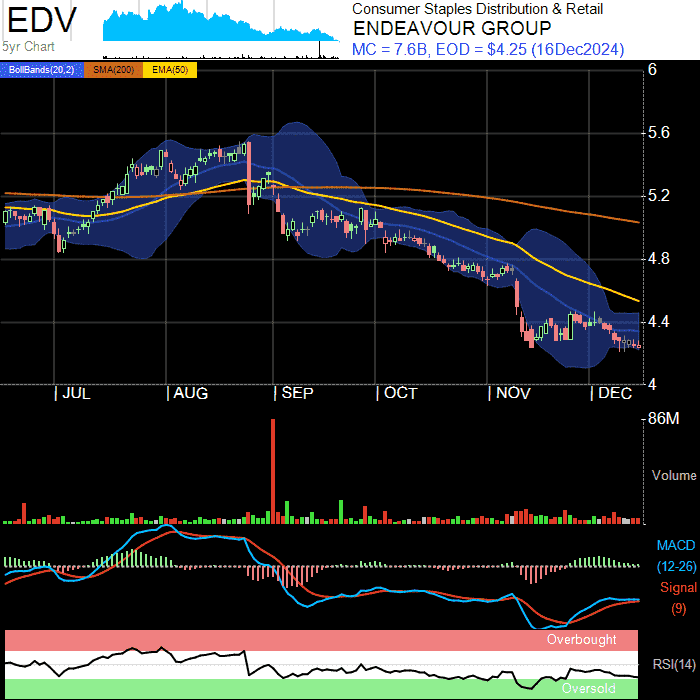 EDV
5yr Chart
Consumer Staples Distribution & Retail
ENDEAVOUR GROUP
MC = 7.6B, EOD = $4.25 (16Dec2024)
BollBands(20,2) SMA(200) EMA(50)
6
5.6
5.2
4.8
4.4
4
| JUL | AUG | SEP | OCT | NOV | DEC
86M
Volume
MACD
(12-26)
Signal
(9)
Overbought
RSI(14)
Oversold